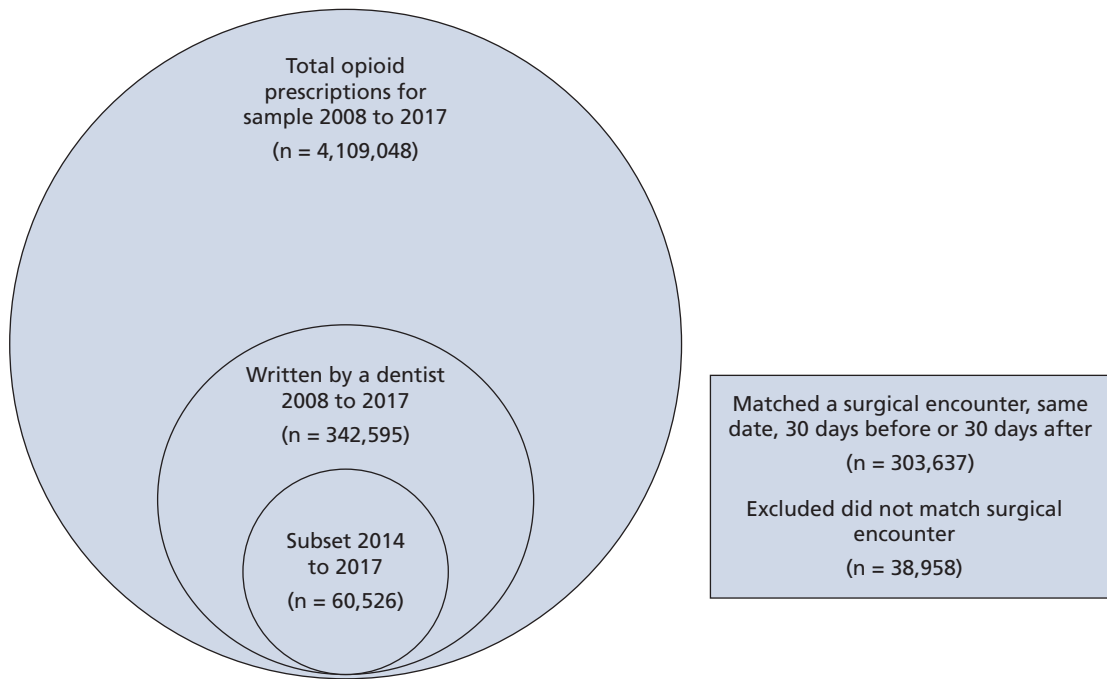 Total opioid
prescriptions for
sample 2008 to 2017
(n = 4,109,048)
Written by a dentist
2008 to 2017
(n = 342,595)
Subset 2014
to 2017
(n = 60,526)
Matched a surgical encounter, same
date, 30 days before or 30 days after
(n = 303,637)
Excluded did not match surgical
encounter
(n = 38,958)